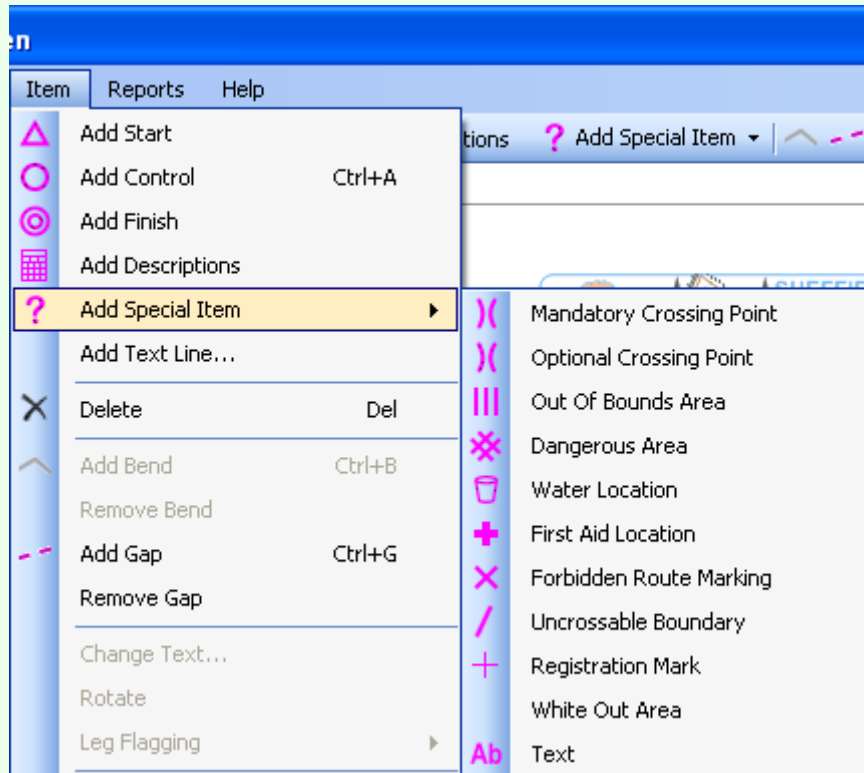 en
Item Reports Help
tions ? Add Special Item
Add Start
Add Control Ctrl+A
Add Finish
Add Descriptions
? Add Special Item
Add Text Line...
Delete Del
Add Bend Ctrl+B
Remove Bend
Add Gap Ctrl+G
Remove Gap
Change Text...
Rotate
Leg Flagging
Mandatory Crossing Point
Optional Crossing Point
Out Of Bounds Area
Dangerous Area
Water Location
First Aid Location
Forbidden Route Marking
Uncrossable Boundary
Registration Mark
White Out Area
Ab Text